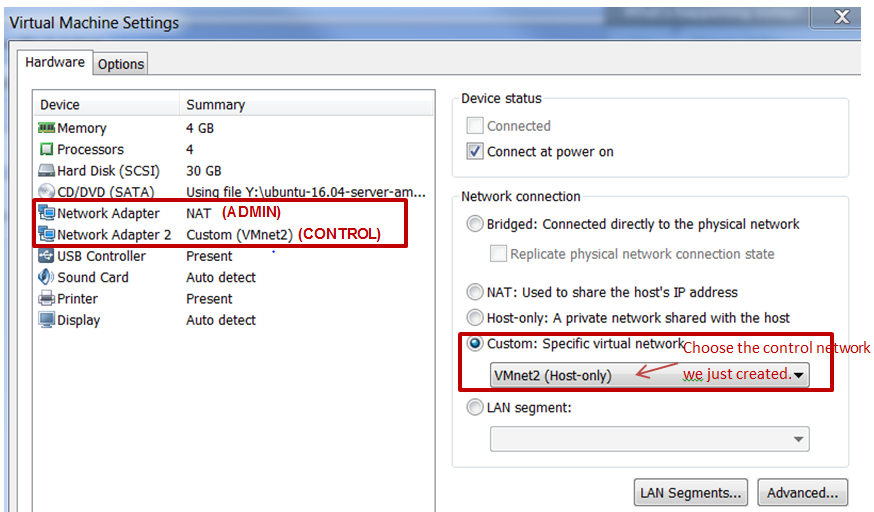 Virtual Machine Settings
Hardware Options
Device Summary
Memory 4 GB
Processors 4
Hard Disk (SCSI) 30 GB
CD/DVD (SATA) Using file Y:\ubuntu-16.04-server-am...
Network Adapter NAT (ADMIN)
Network Adapter 2 Custom (VMnet2) (CONTROL)
USB Controller Present
Sound Card Auto detect
Printer Present
Display Auto detect
Device status
Connected
Connect at power on
Network connection
Bridged: Connected directly to the physical network
Replicate physical network connection state
NAT: Used to share the host's IP address
Host-only: A private network shared with the host
Custom: Specific virtual network
Choose the control network
VMnet2 (Host-only)
we just created.
LAN segment:
LAN Segments... Advanced...